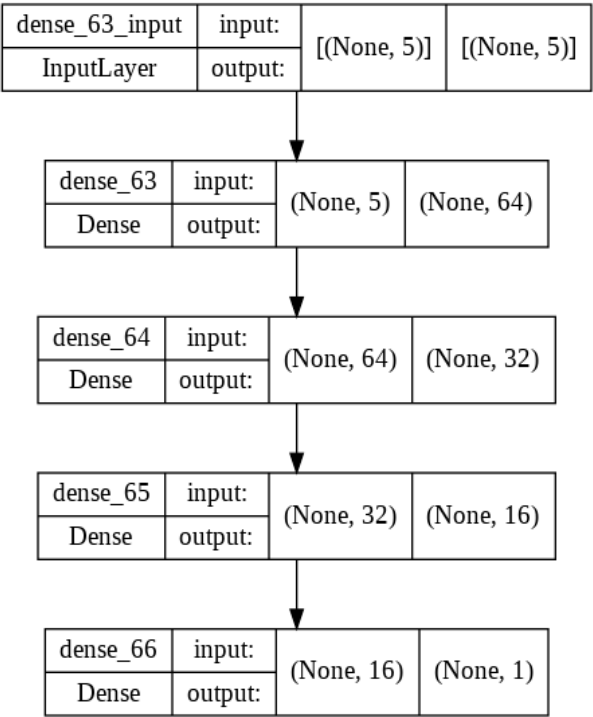 dense_63_input input: [(None, 5)] [(None, 5)]
InputLayer output:
dense_63 input: (None, 5) (None, 64)
Dense output:
dense_64 input: (None, 64) (None, 32)
Dense output:
dense_65 input: (None, 32) (None, 16)
Dense output:
dense_66 input: (None, 16) (None, 1)
Dense output: